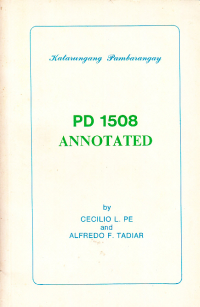 Katarungang Pambarangay
PD 1508
ANNOTATED
by
CECILIO L. PE
and
ALFREDO F. TADIAR